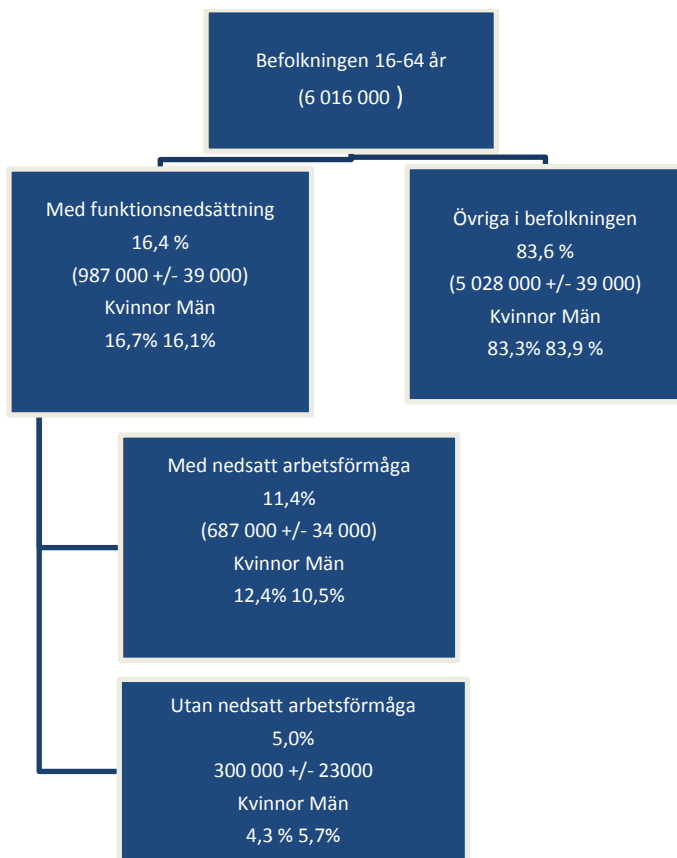 Befolkningen 16-64 år
(6 016 000 )
Med funktionsnedsättning
16,4 %
(987 000 +/- 39 000)
Kvinnor Män
16,7% 16,1%
Övriga i befolkningen
83,6 %
(5 028 000 +/- 39 000)
Kvinnor Män
83,3% 83,9 %
Med nedsatt arbetsförmåga
11,4%
(687 000 +/- 34 000)
Kvinnor Män
12,4% 10,5%
Utan nedsatt arbetsförmåga
5,0%
300 000 +/- 23000
Kvinnor Män
4,3 % 5,7%